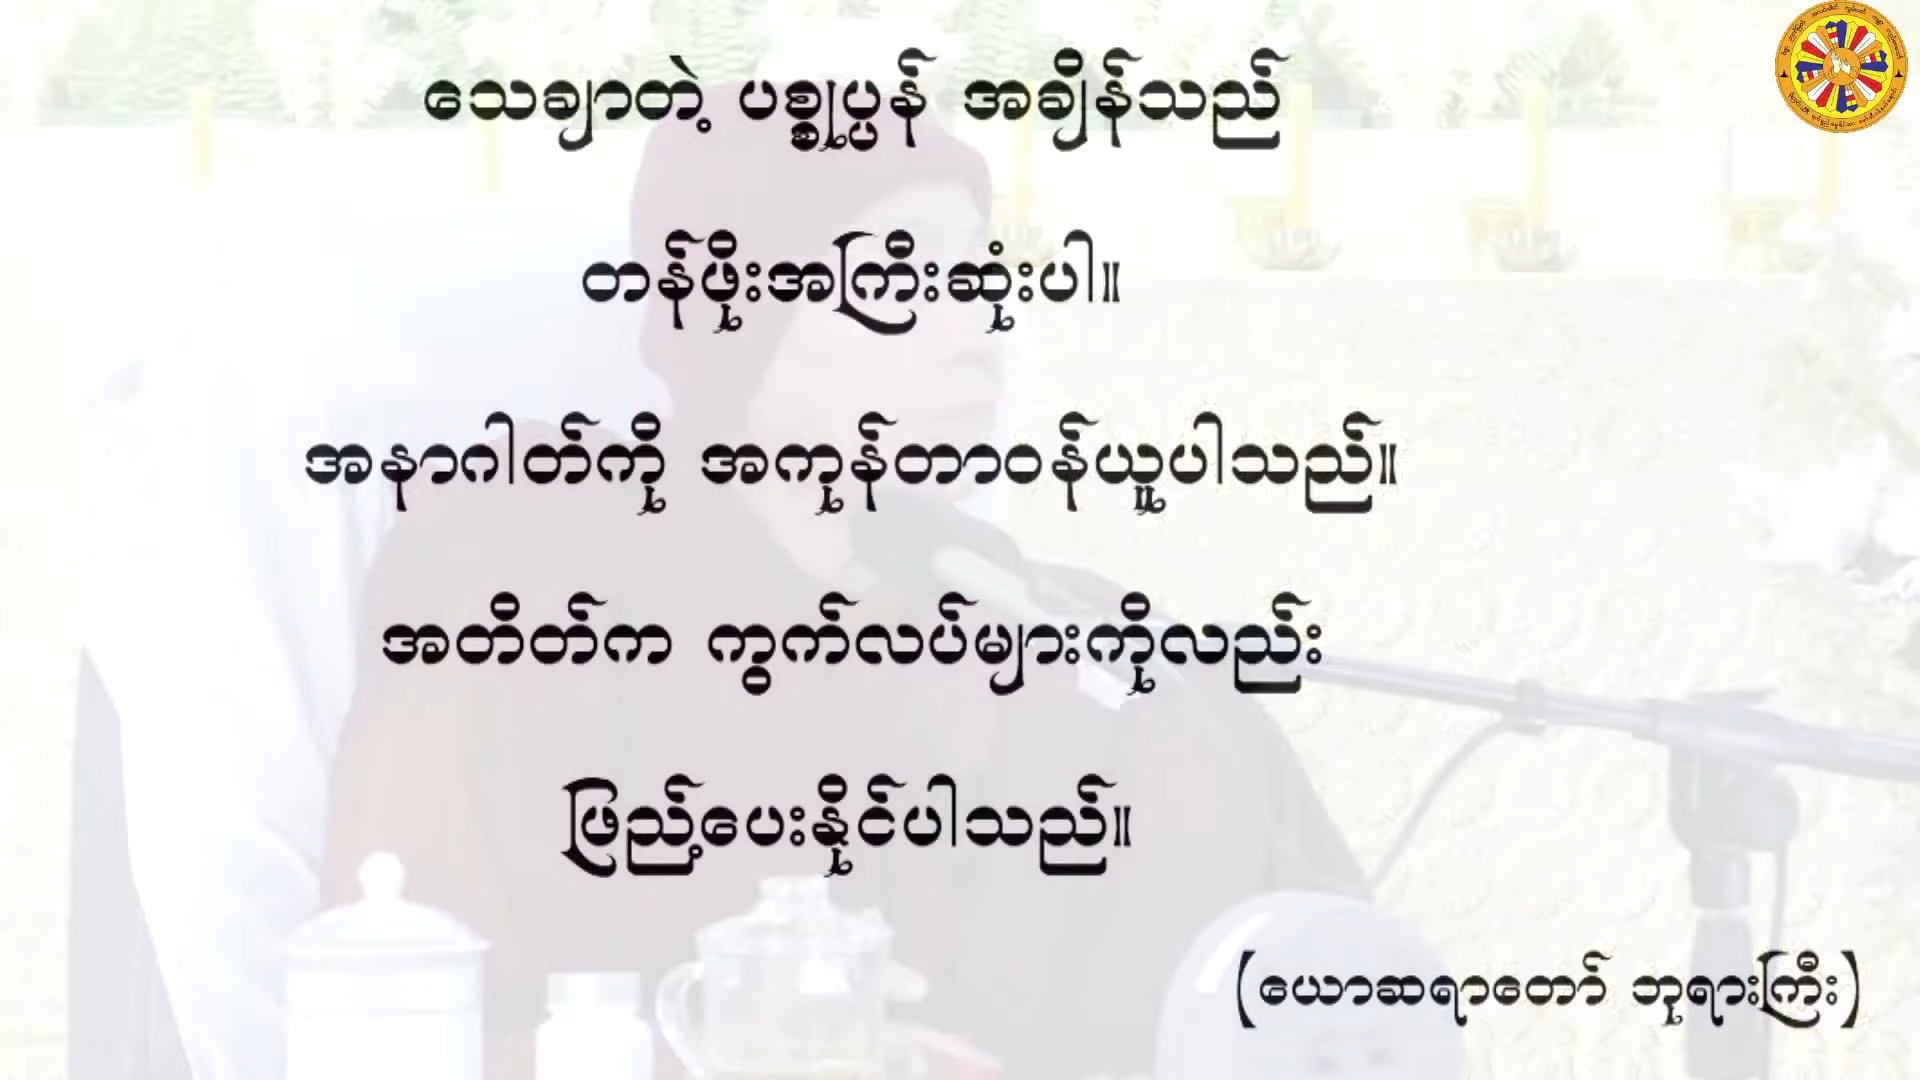 သေချာတဲ့ ပစ္စုပ္ပန် အချိန်သည်
တန်ဖိုးအကြီးဆုံးပါ။
အနာဂါတ်ကို အကုန်တာဝန်ယူပါသည်။
အတိတ်က ကွက်လပ်များကိုလည်း
ဖြည့်ပေးနိုင်ပါသည်။
(ယောဆရာတော် ဘုရားကြီး)